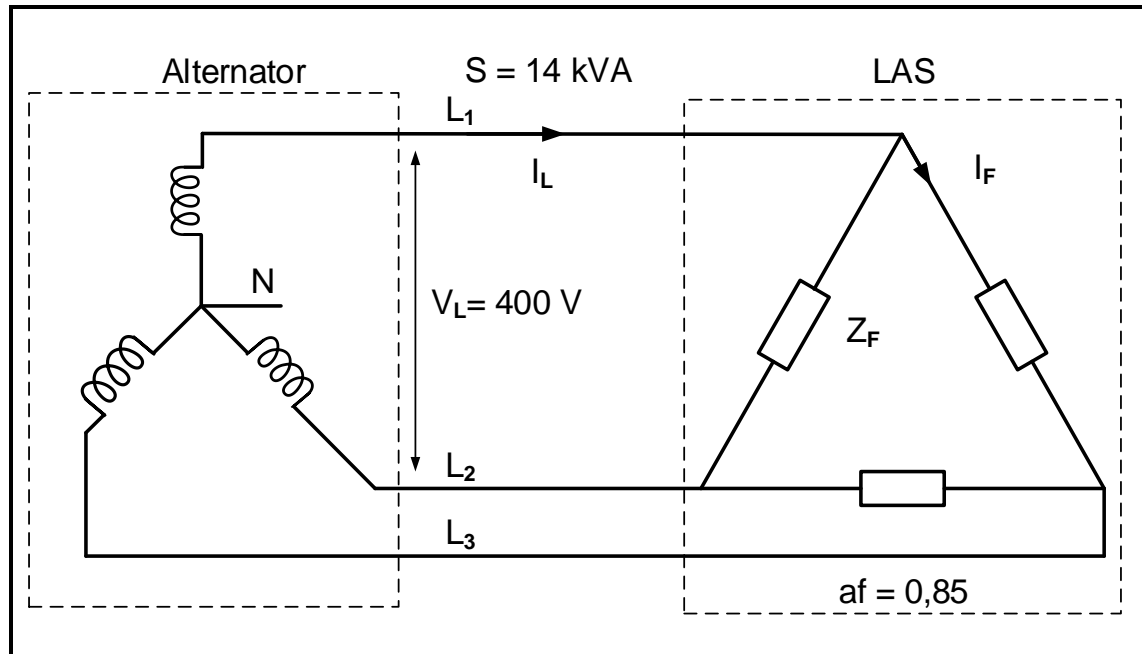 Alternator
S = 14 kVA
LAS
L1
IL
IF
N
VL= 400 V
ZF
L2
L3
af = 0,85